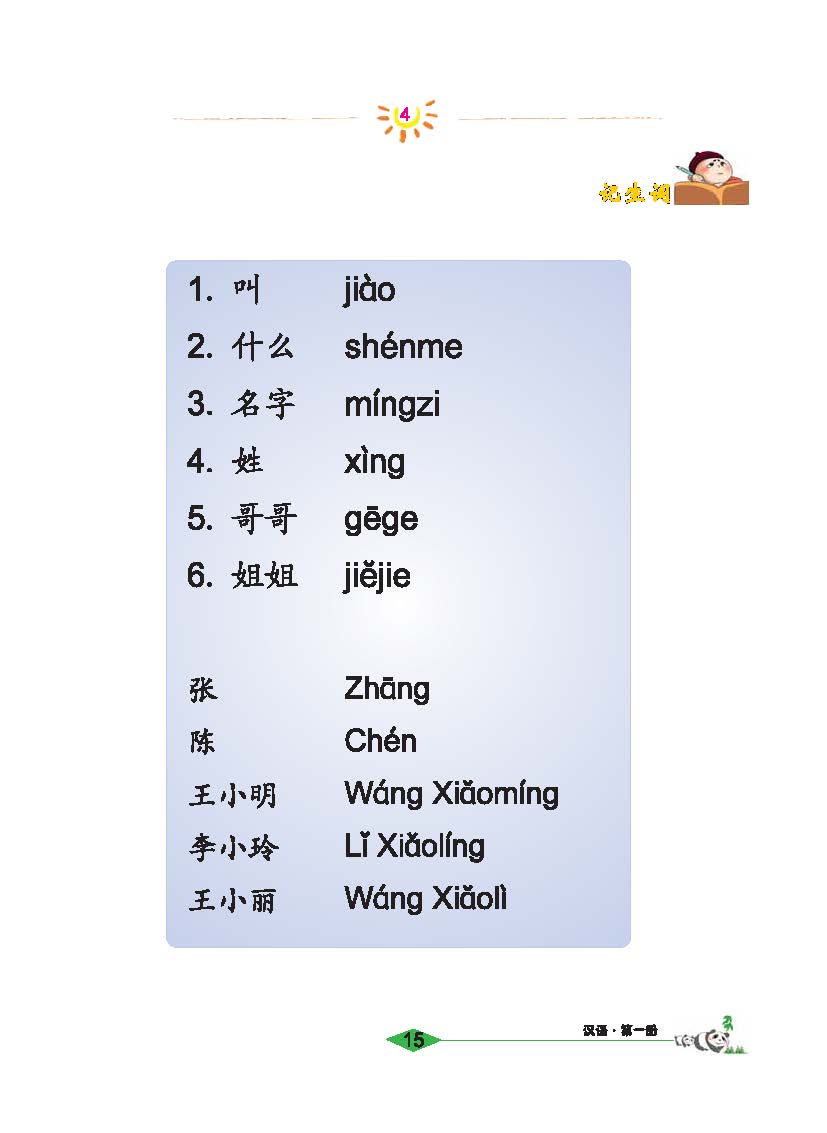 4
记生词
1. 叫 jiào
2. 什么 shénme
3. 名字 míngzi
4. 姓 xìng
5. 哥哥 gēge
6. 姐姐 jiějie
张 Zhāng
陈 Chén
王小明 Wáng Xiǎomíng
李小玲 Lǐ Xiǎolíng
王小丽 Wáng Xiǎolì
15
汉语·第一册